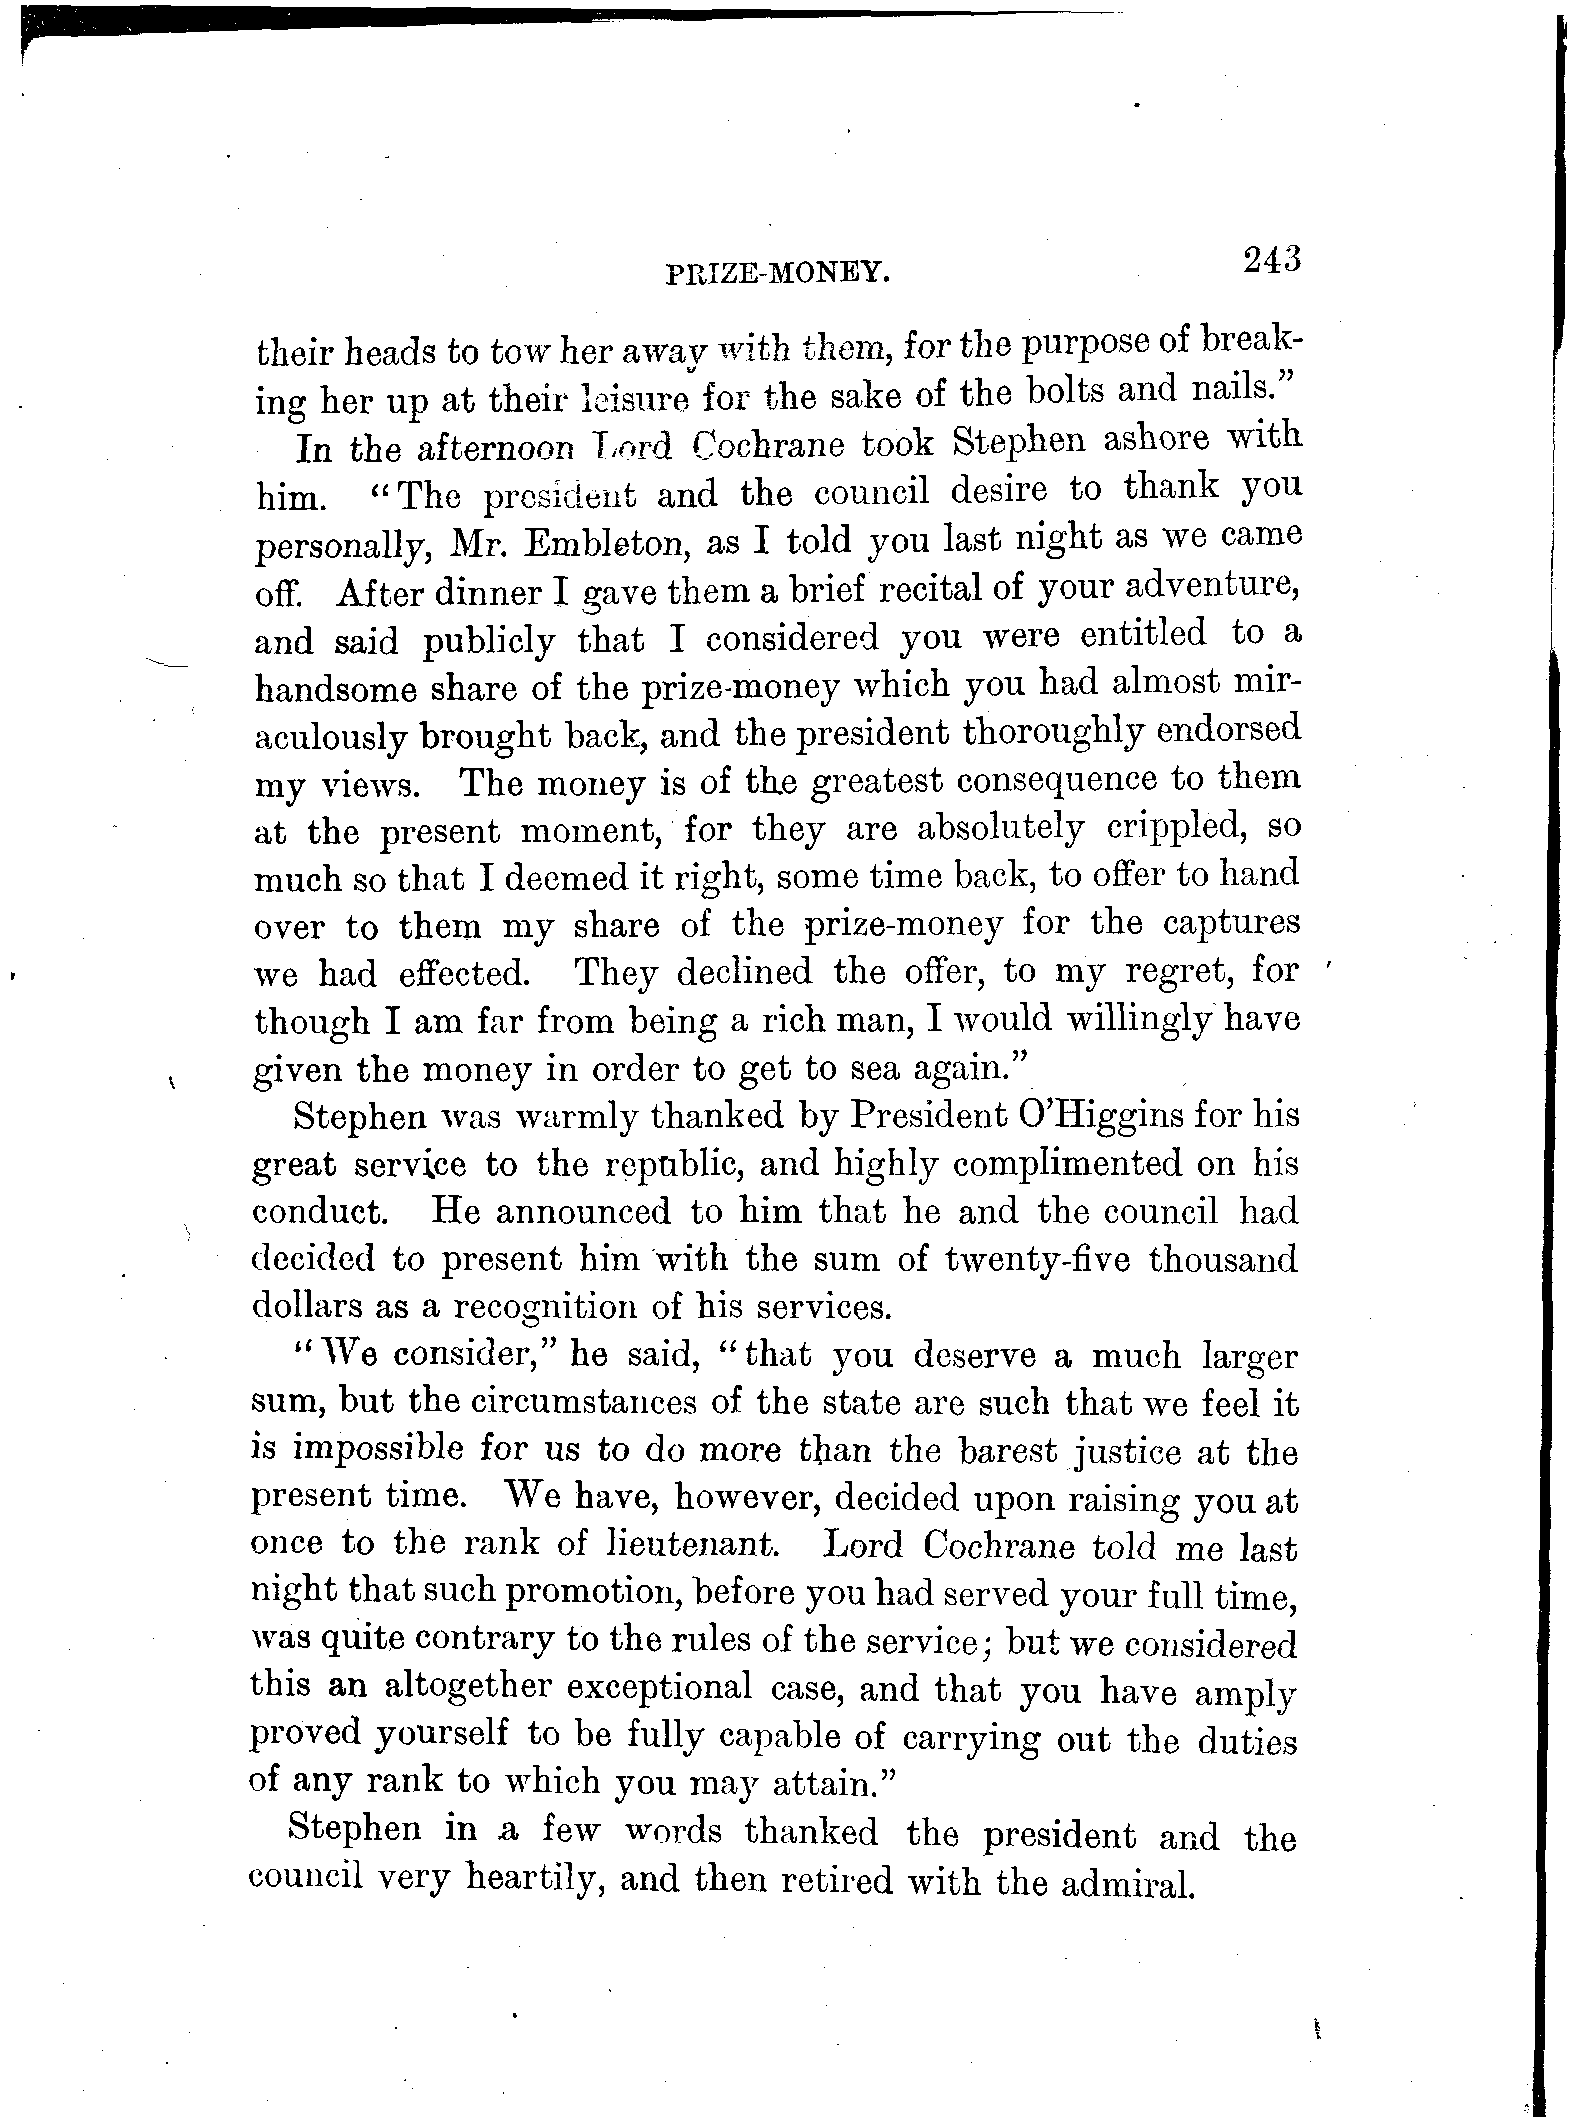 PRIZE-MONEY. 243
their heads to tow her away with them, for the purpose of break-
ing her up at their leisure for the sake of the bolts and nails."
In the afternoon Lord Cochrane took Stephen ashore with
him. "The president and the council desire to thank you
personally, Mr. Embleton, as I told you last night as we came
off. After dinner I gave them a brief recital of your adventure,
and said publicly that I considered you were entitled to a
handsome share of the prize-money which you had almost mir-
aculously brought back, and the president thoroughly endorsed
my views. The money is of the greatest consequence to them
at the present moment, for they are absolutely crippled, so
much so that I deemed it right, some time back, to offer to hand
over to them my share of the prize-money for the captures
we had effected. They declined the offer, to my regret, for
though I am far from being a rich man, I would willingly have
given the money in order to get to sea again."
Stephen was warmly thanked by President O'Higgins for his
great service to the republic, and highly complimented on his
conduct. He announced to him that he and the council had
decided to present him with the sum of twenty-five thousand
dollars as a recognition of his services.
"We consider," he said, "that you deserve a much larger
sum, but the circumstances of the state are such that we feel it
is impossible for us to do more than the barest justice at the
present time. We have, however, decided upon raising you at
once to the rank of lieutenant. Lord Cochrane told me last
night that such promotion, before you had served your full time,
was quite contrary to the rules of the service; but we considered
this an altogether exceptional case, and that you have amply
proved yourself to be fully capable of carrying out the duties
of any rank to which you may attain."
Stephen in a few words thanked the president and the
council very heartily, and then retired with the admiral.